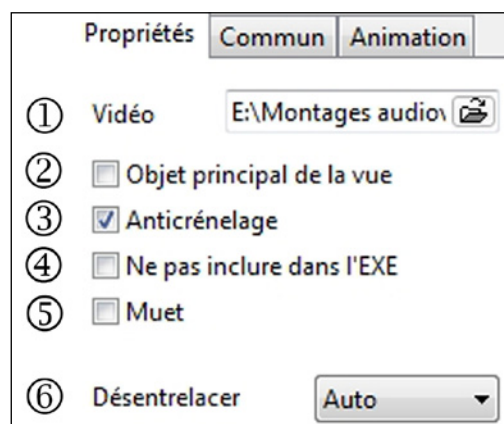 Propriétés Commun Animation
① Vidéo E:\Montages audiov
② Objet principal de la vue
③ Anticrénelage
④ Ne pas inclure dans l'EXE
⑤ Muet
⑥ Désentrelacer Auto